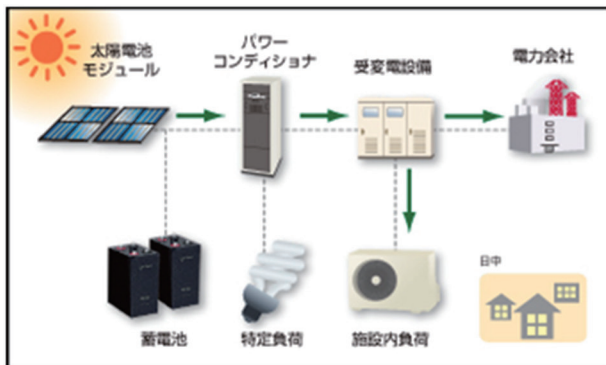 太陽電池
モジュール
パワー
コンディショナ
受変電設備
電力会社
蓄電池
特定負荷
施設内負荷
日中